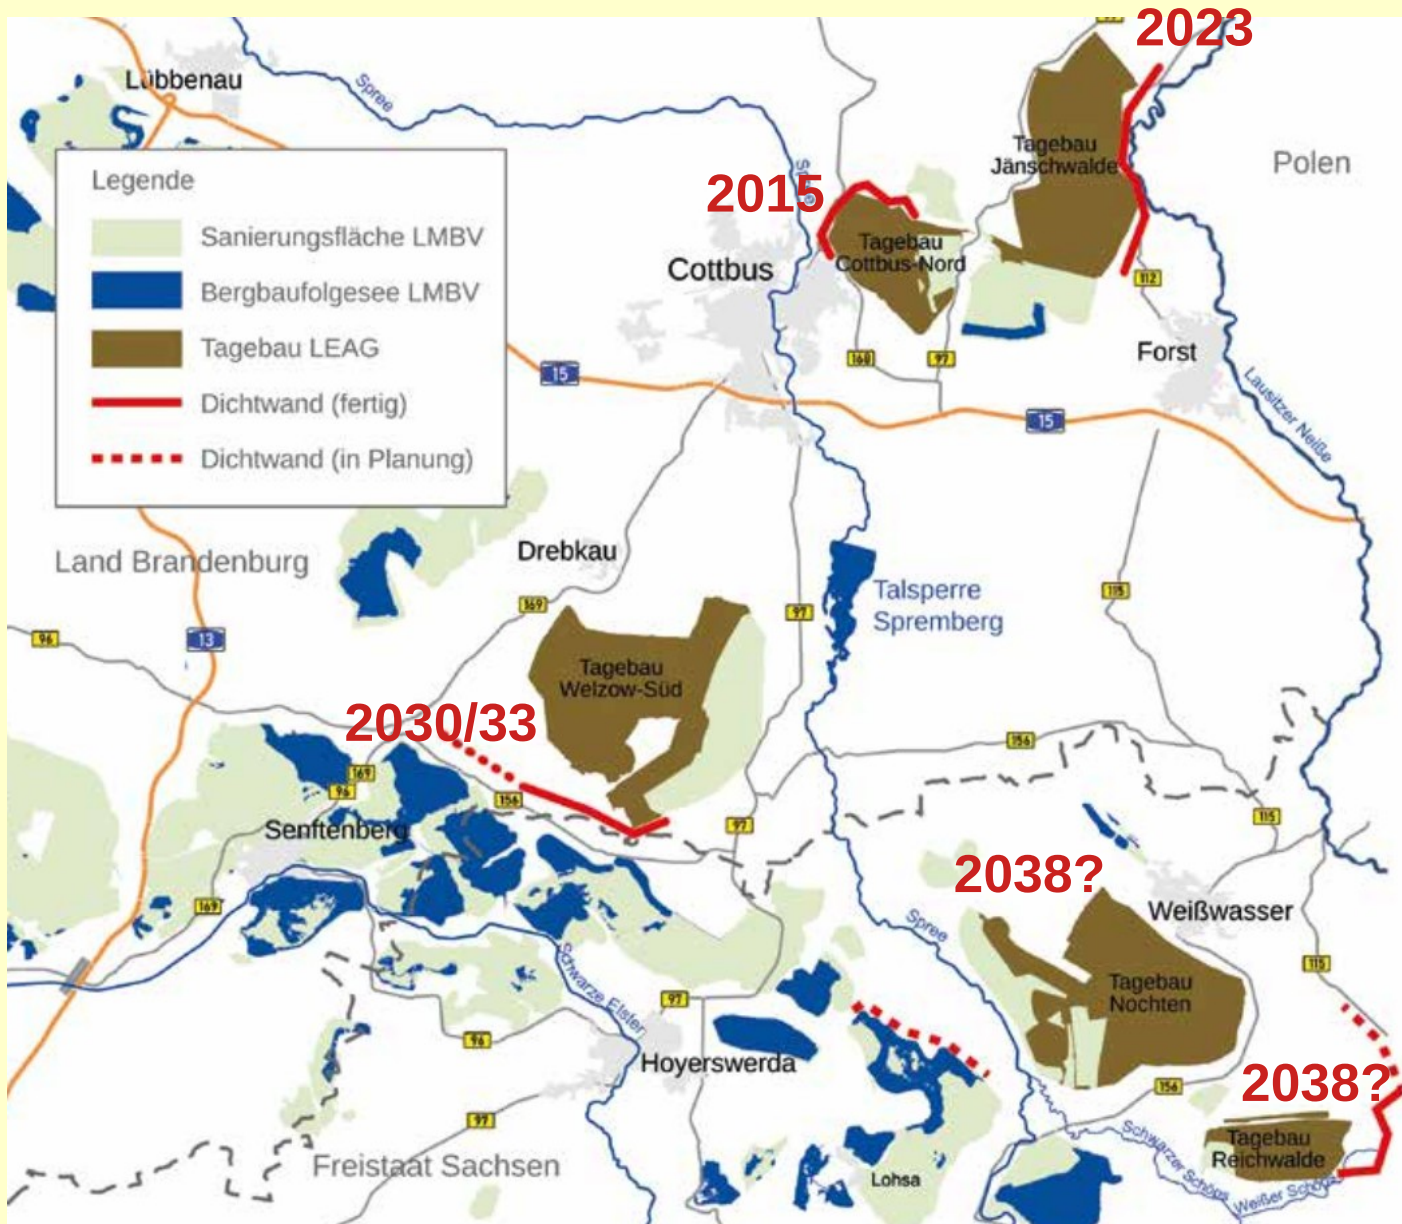 2023
Lübbenau
Spree
Tagebau
Jänschwalde
Polen
Legende
Sanierungsfläche LMBV
Bergbaufolgesee LMBV
Tagebau LEAG
Dichtwand (fertig)
Dichtwand (in Planung)
2015
Spree
Tagebau
Cottbus-Nord
Cottbus
112
Forst
168
97
15
15
Lausitzer Neiße
Land Brandenburg
Drebkau
169
97
Talsperre
Spremberg
115
96
13
Tagebau
Welzow-Süd
2030/33
156
169
96
156
Senftenberg
97
115
2038?
Weißwasser
169
Spree
Schwarze Elster
97
115
Tagebau
Nochten
96
Hoyerswerda
156
2038?
97
Schwarzer Schöps
Tagebau
Reichwalde
Weißer Schöps
Freistaat Sachsen
Lohsa